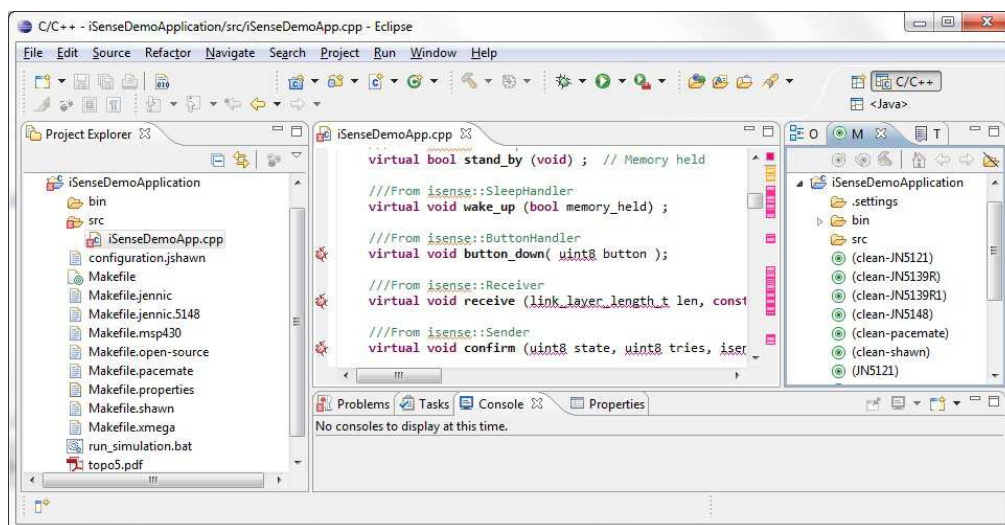 C/C++ - iSenseDemoApplication/src/iSenseDemoApp.cpp - Eclipse
File Edit Source Refactor Navigate Search Project Run Window Help
C/C++
<Java>
Project Explorer
iSenseDemoApplication
bin
src
iSenseDemoApp.cpp
configuration.jshawn
Makefile
Makefile.jennic
Makefile.jennic.5148
Makefile.msp430
Makefile.open-source
Makefile.pacemate
Makefile.properties
Makefile.shawn
Makefile.xmega
run_simulation.bat
topo5.pdf
iSenseDemoApp.cpp
virtual bool stand_by (void) ; // Memory held
///From isense::SleepHandler
virtual void wake_up (bool memory_held) ;
///From isense::ButtonHandler
virtual void button_down( uint8 button );
///From isense::Receiver
virtual void receive (link_layer_length_t len, const
///From isense::Sender
virtual void confirm (uint8 state, uint8 tries, iser
O M T
iSenseDemoApplication
.settings
bin
src
(clean-JN5121)
(clean-JN5139R)
(clean-JN5139R1)
(clean-JN5148)
(clean-pacemate)
(clean-shawn)
(JN5121)
Problems Tasks Console Properties
No consoles to display at this time.